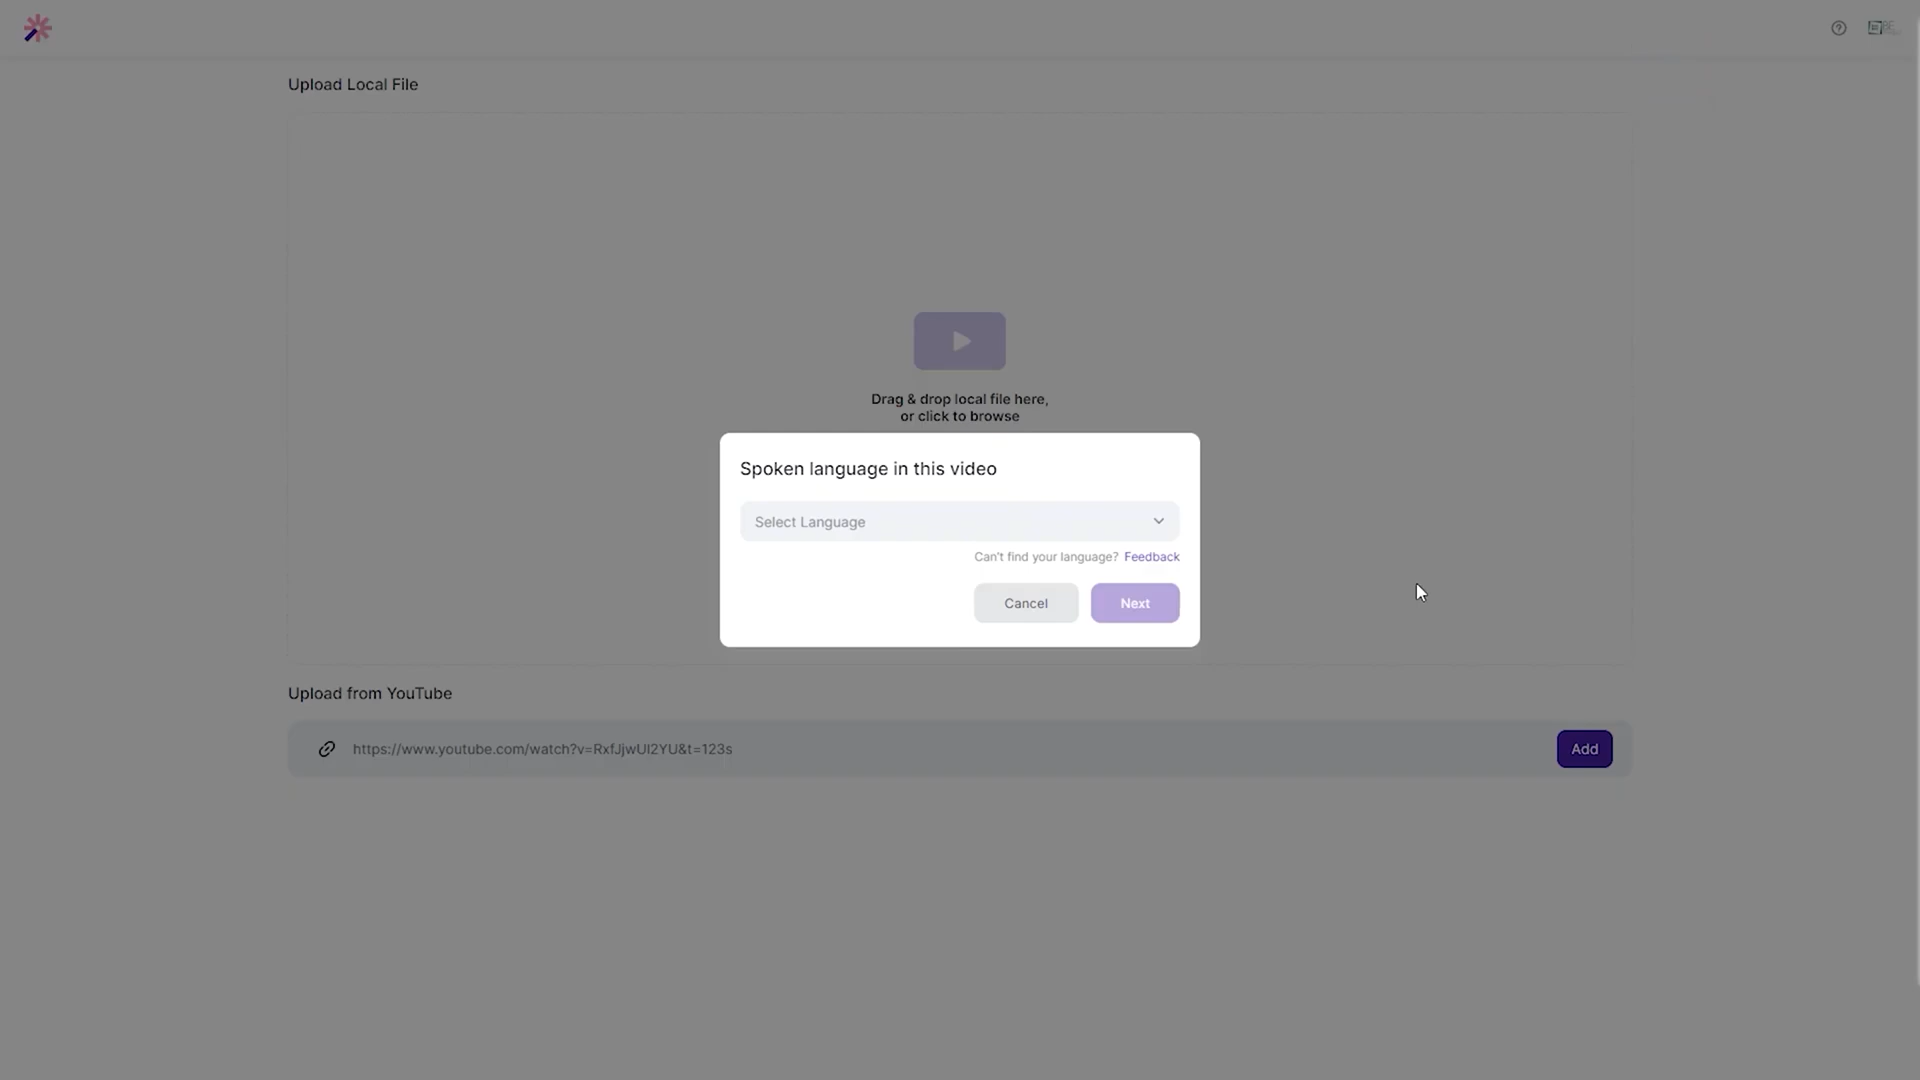 Upload Local File
Drag & drop local file here,
or click to browse
Spoken language in this video
Select Language
Can't find your language? Feedback
Cancel
Next
Upload from YouTube
https://www.youtube.com/watch?v=RxfJjwUI2YU&t=123s
Add